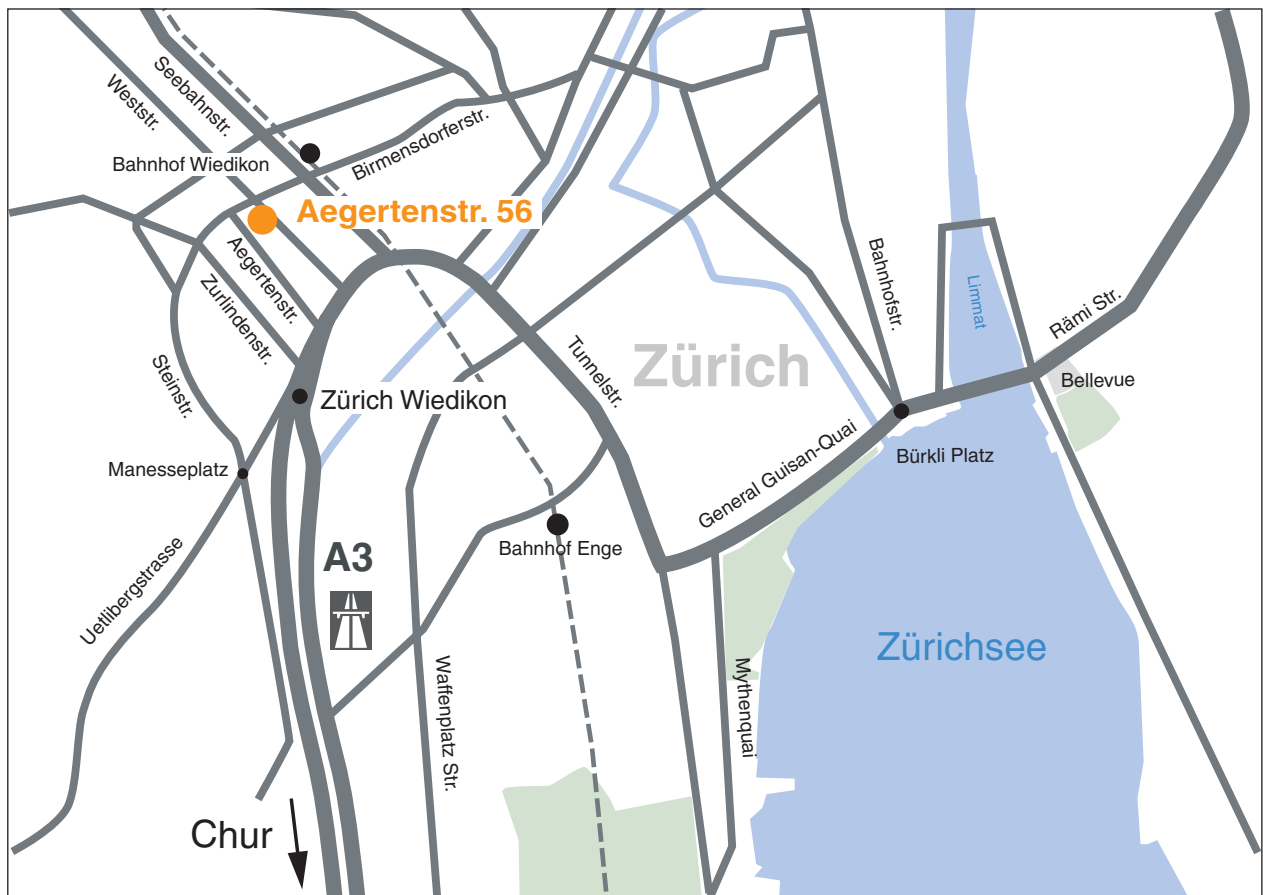 Seebahnstr.
Weststr.
Bahnhof Wiedikon
Birmensdorferstr.
Aegertenstr. 56
Aegertenstr.
Zurlindenstr.
Bahnhofstr.
Limmat
Rämi Str.
Steinstr.
Tunnelstr.
Zürich
Bellevue
Zürich Wiedikon
Manesseplatz
General Guisan-Quai
Bürkli Platz
Bahnhof Enge
A3
Uetlibergstrasse
Zürichsee
Waffenplatz Str.
Mythenquai
Chur